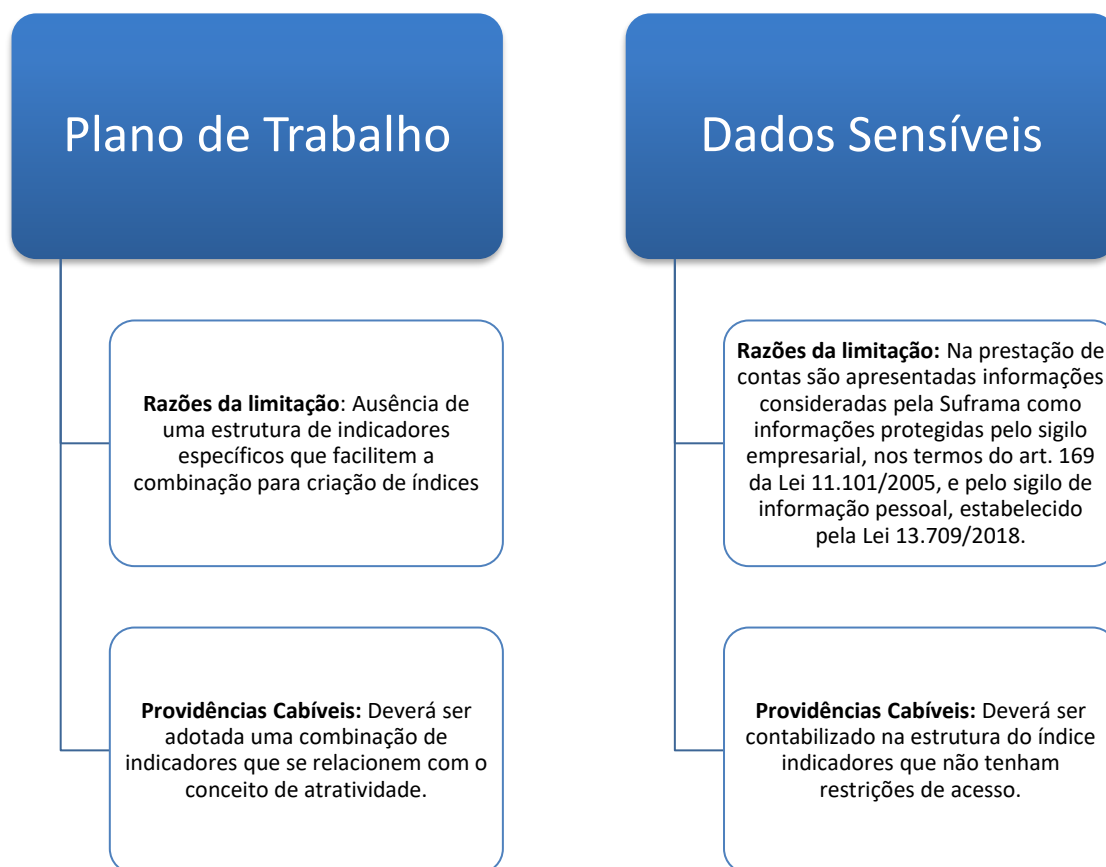 Plano de Trabalho
Razões da limitação: Ausência de
uma estrutura de indicadores
específicos que facilitem a
combinação para criação de índices
Providências Cabíveis: Deverá ser
adotada uma combinação de
indicadores que se relacionem com o
conceito de atratividade.
Dados Sensíveis
Razões da limitação: Na prestação de
contas são apresentadas informações
consideradas pela Suframa como
informações protegidas pelo sigilo
empresarial, nos termos do art. 169
da Lei 11.101/2005, e pelo sigilo de
informação pessoal, estabelecido
pela Lei 13.709/2018.
Providências Cabíveis: Deverá ser
contabilizado na estrutura do índice
indicadores que não tenham
restrições de acesso.